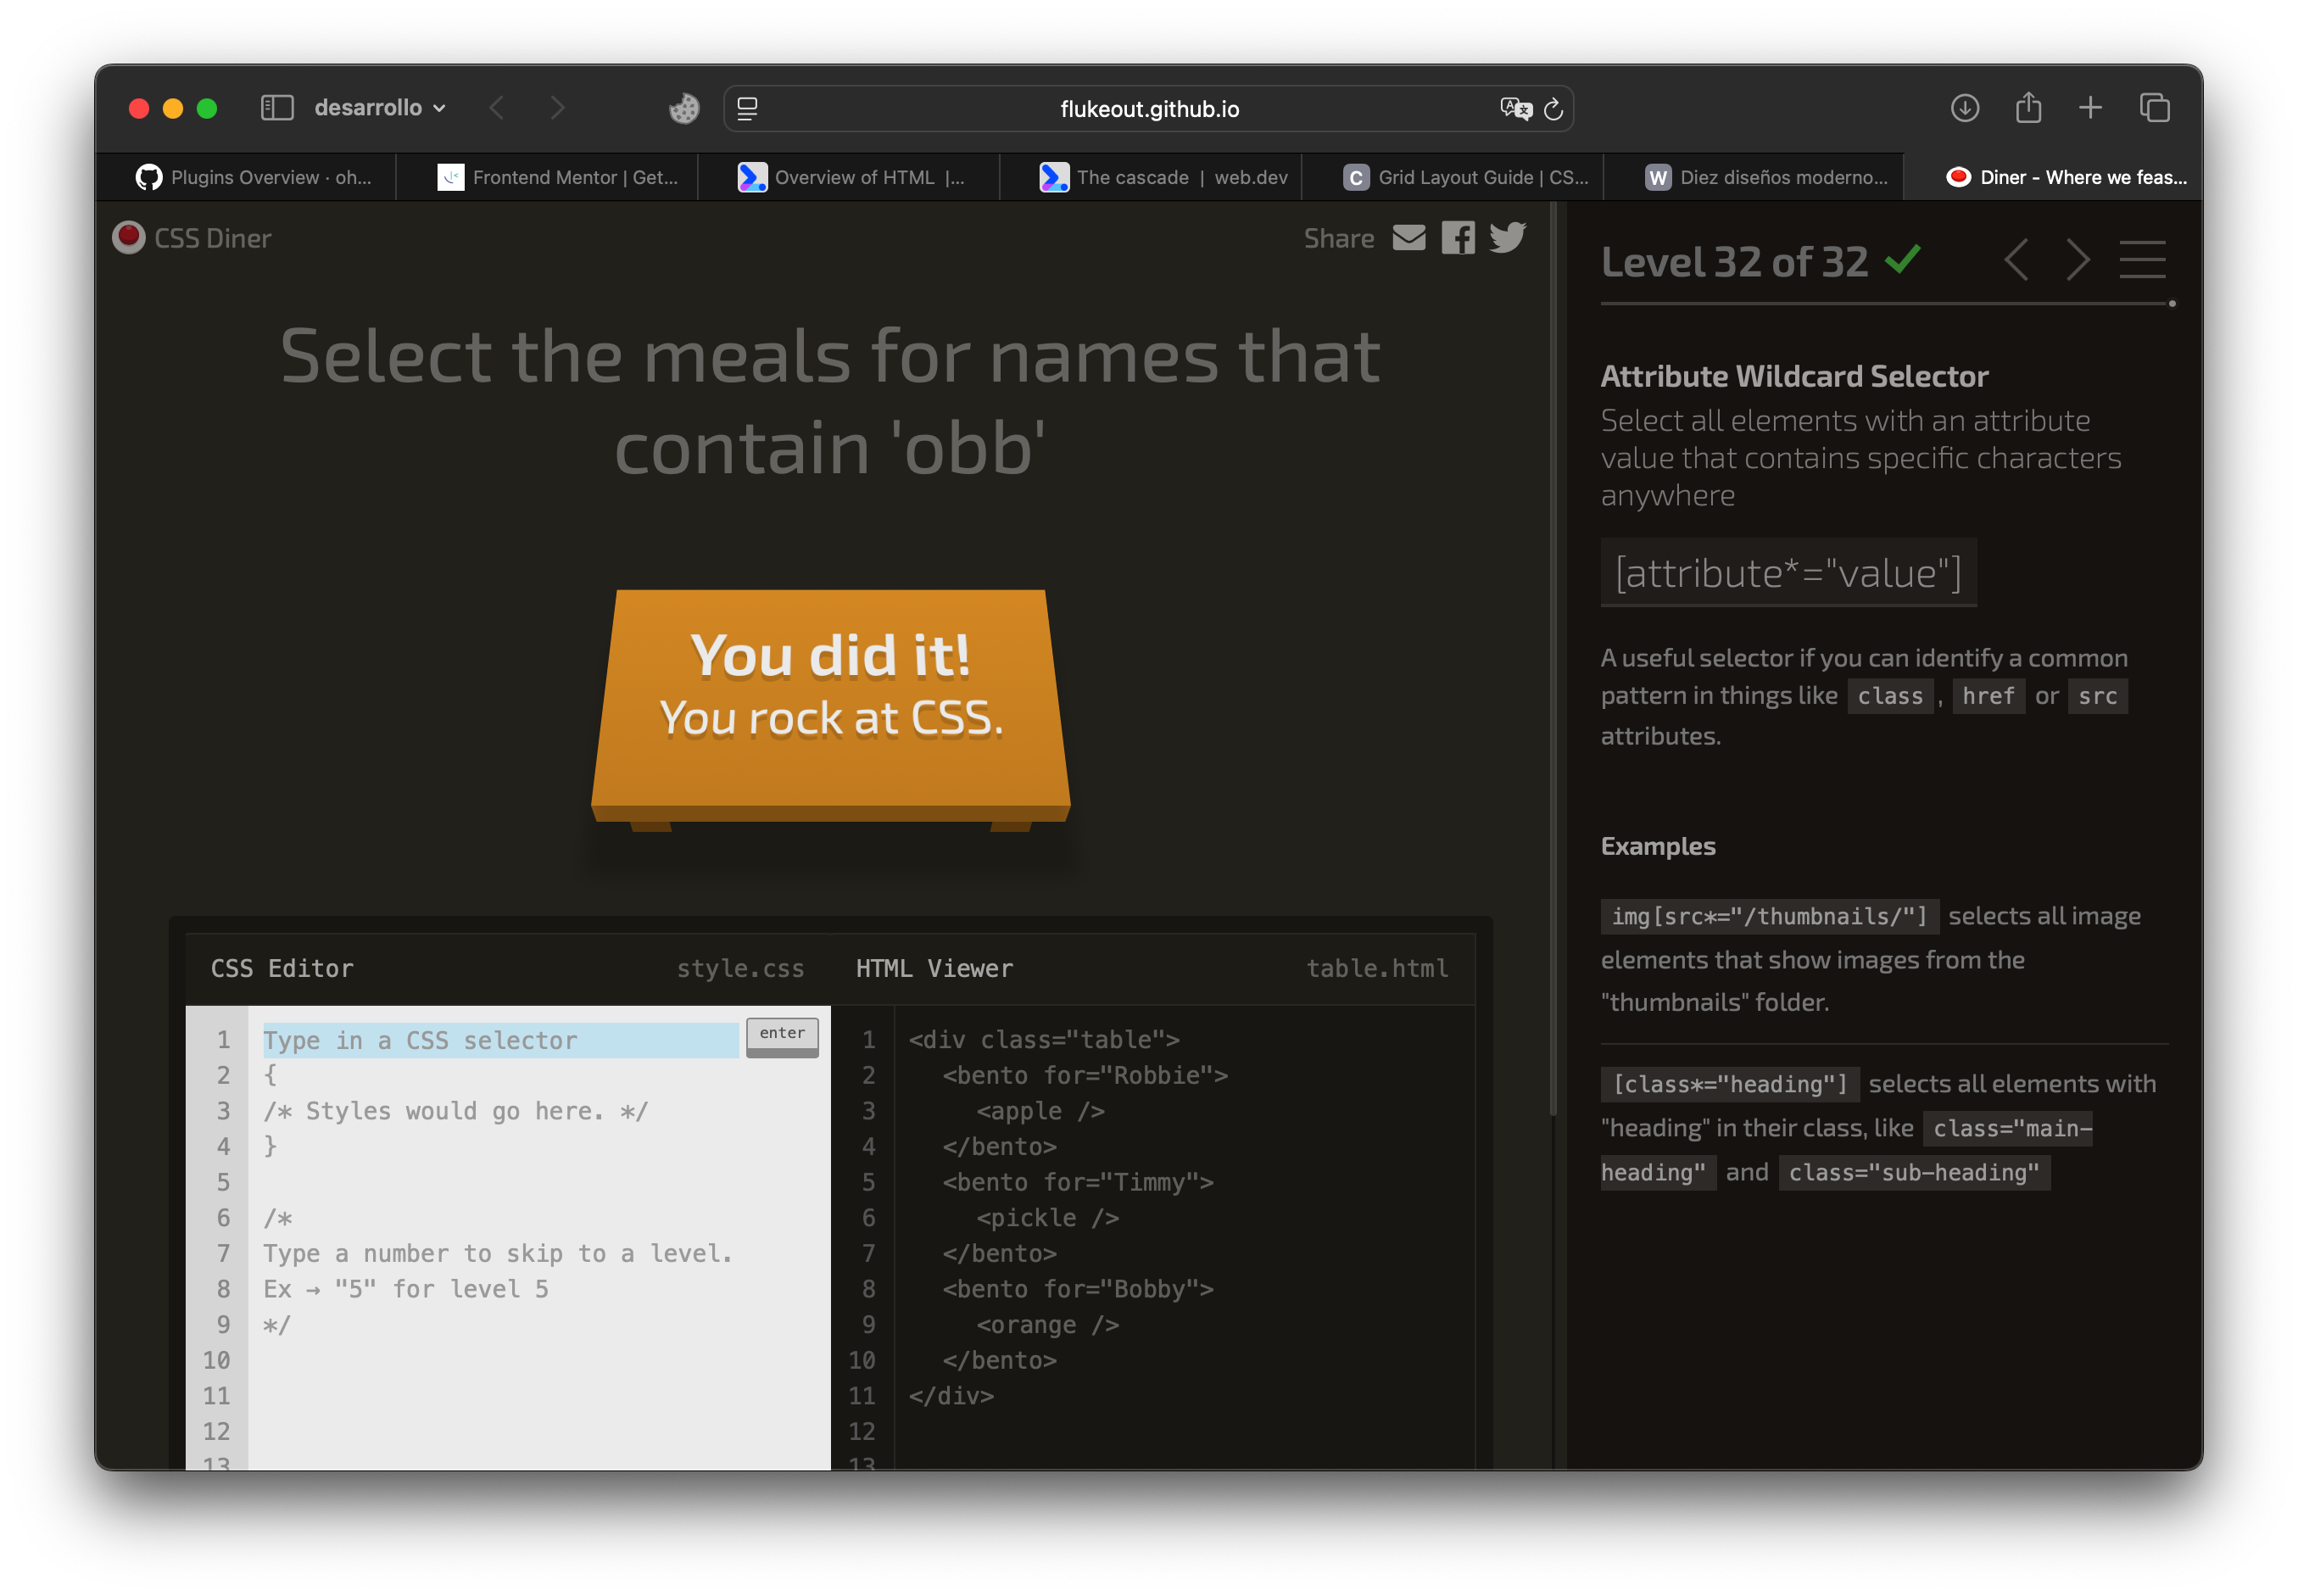 desarrollo
flukeout.github.io
Plugins Overview · oh...
Frontend Mentor | Get...
Overview of HTML |...
The cascade | web.dev
C Grid Layout Guide | CS...
W Diez diseños moderno...
Diner - Where we feas...
CSS Diner
Share
Select the meals for names that
contain 'obb'
You did it!
You rock at CSS.
CSS Editor style.css
1 Type in a CSS selector
enter
2 {
3 /* Styles would go here. */
4 }
5
6 /*
7 Type a number to skip to a level.
8 Ex → "5" for level 5
9 */
10
11
12
13
HTML Viewer table.html
1 <div class="table">
2 <bento for="Robbie">
3 <apple />
4 </bento>
5 <bento for="Timmy">
6 <pickle />
7 </bento>
8 <bento for="Bobby">
9 <orange />
10 </bento>
11 </div>
12
13
Level 32 of 32
Attribute Wildcard Selector
Select all elements with an attribute
value that contains specific characters
anywhere
[attribute*="value"]
A useful selector if you can identify a common
pattern in things like class, href or src
attributes.
Examples
img[src*="/thumbnails/"] selects all image
elements that show images from the
"thumbnails" folder.
[class*="heading"] selects all elements with
"heading" in their class, like class="main-
heading" and class="sub-heading"